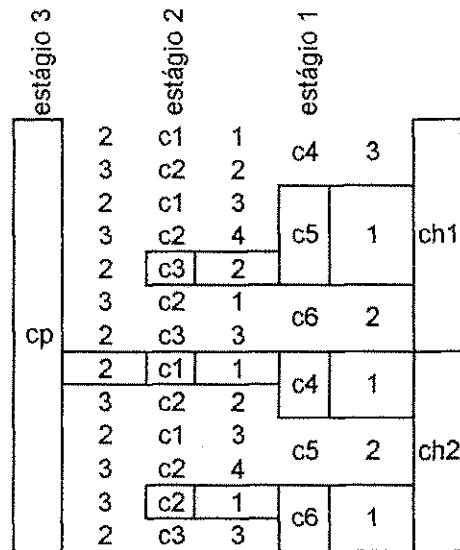 estágio 3 estágio 2 estágio 1
2 c1 1
c4 3
3 c2 2
2 c1 3
3 c2 4 c5 1 ch1
2 c3 2
3 c2 1
c6 2
cp 2 c3 3
2 c1 1
c4 1
3 c2 2
2 c1 3
c5 2 ch2
3 c2 4
3 c2 1
c6 1
2 c3 3